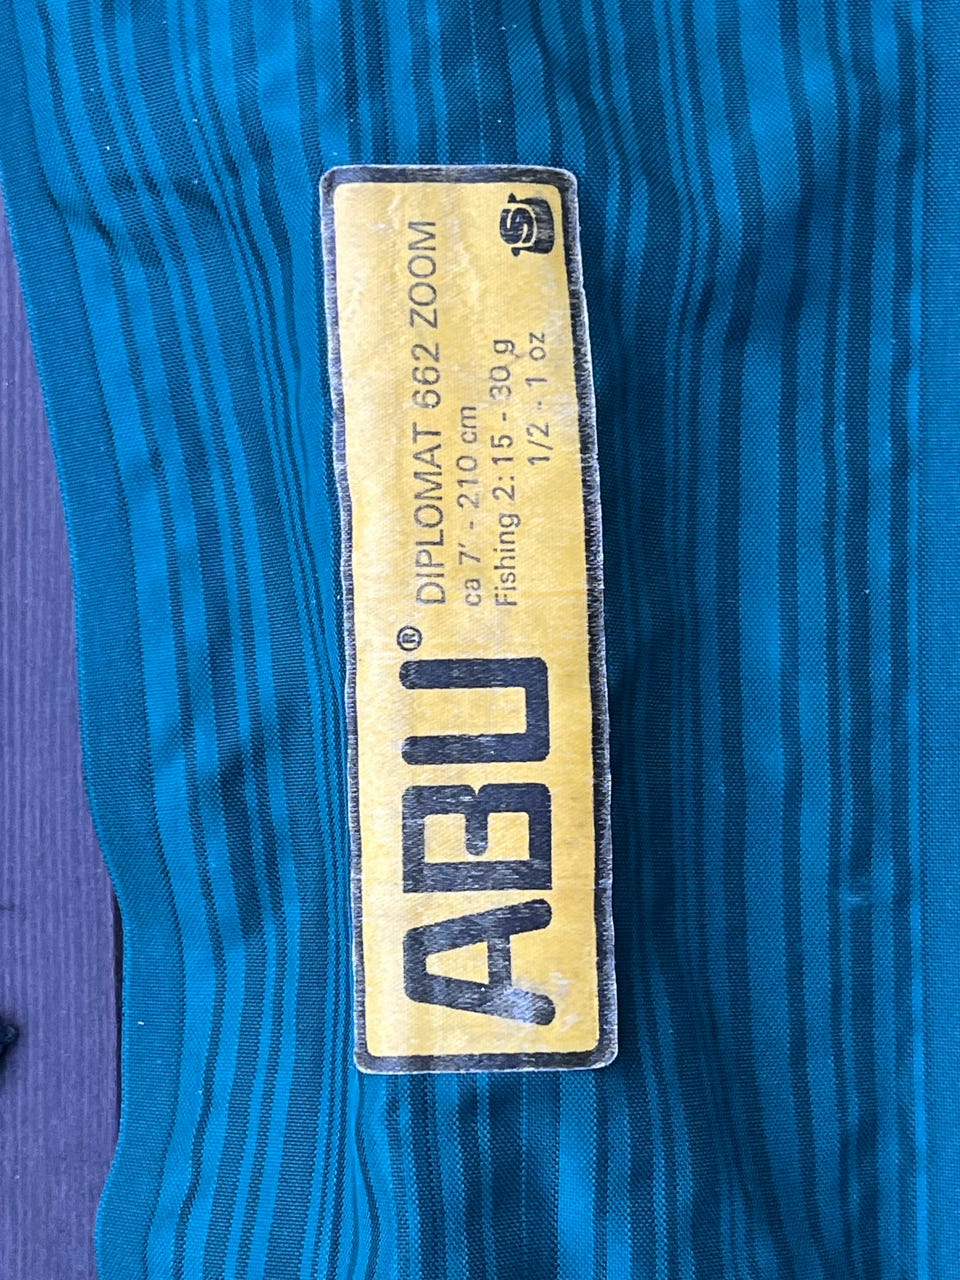 ABU®
DIPLOMAT 662 ZOOM
ca 7' - 210 cm
Fishing 2: 15 - 30 g
1/2 - 1 oz
S